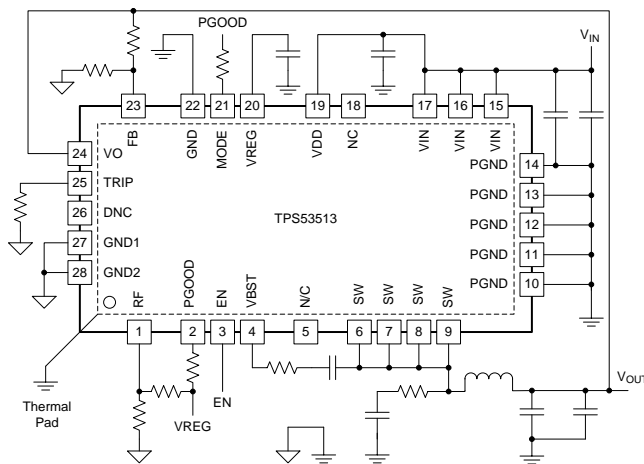 PGOOD
V_IN
23 22 21 20 19 18 17 16 15
FB GND MODE VREG VDD NC VIN VIN VIN
24 VO
25 TRIP
26 DNC
27 GND1
28 GND2
TPS53513
PGND 14
PGND 13
PGND 12
PGND 11
PGND 10
RF PGOOD EN VBST N/C SW SW SW SW
1 2 3 4 5 6 7 8 9
Thermal
Pad
EN
VREG
V_OUT